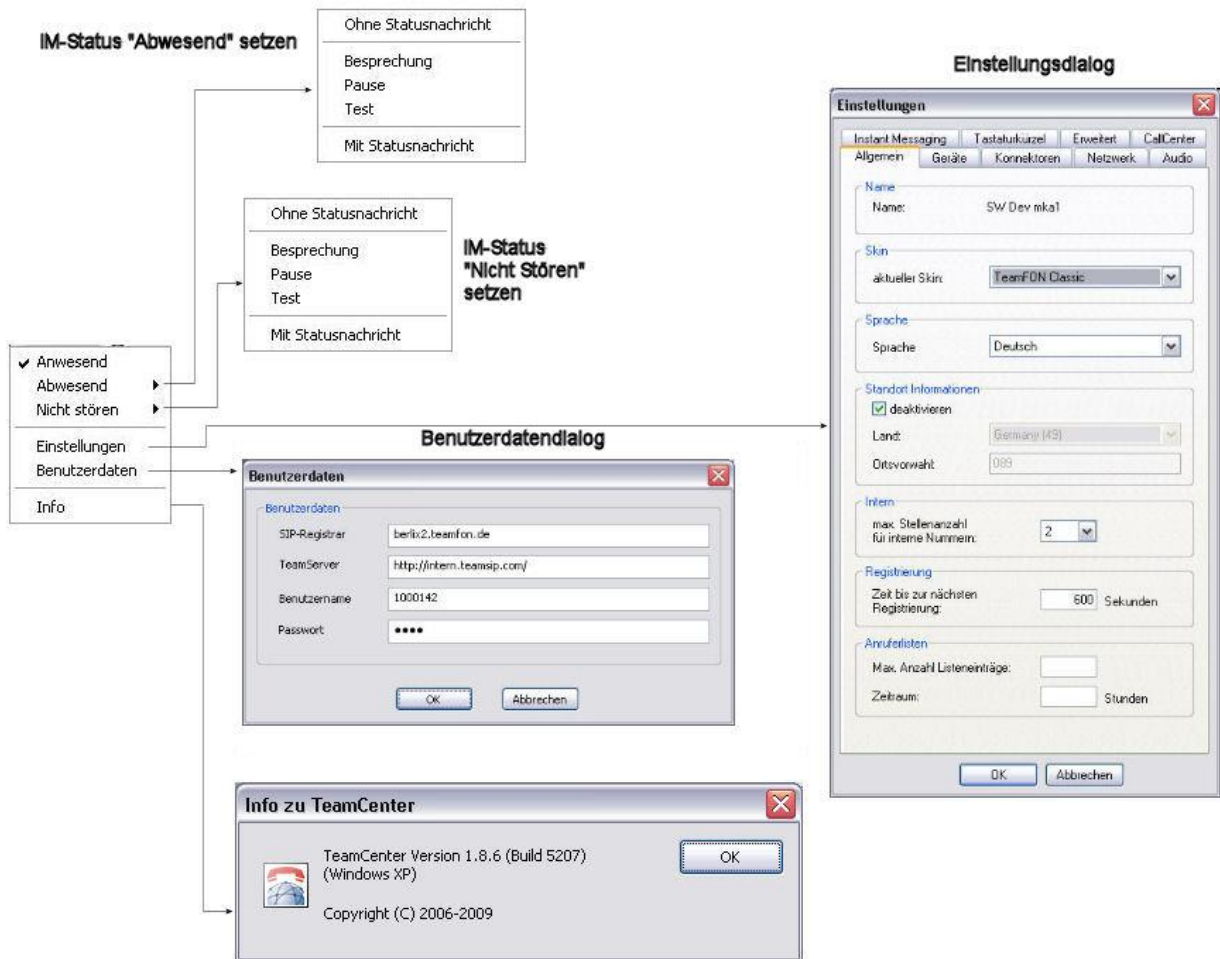 IM-Status "Abwesend" setzen
Ohne Statusnachricht
Besprechung
Pause
Test
Mit Statusnachricht
Ohne Statusnachricht
Besprechung
Pause
Test
Mit Statusnachricht
IM-Status
"Nicht Stören"
setzen
Anwesend
Abwesend
Nicht stören
Einstellungen
Benutzerdaten
Info
Benutzerdatendialog
Benutzerdaten
Benutzerdaten
SIP-Registrar berlix2.teamfon.de
TeamServer http://intern.teamsip.com/
Benutzername 1000142
Passwort ••••
OK Abbrechen
Info zu TeamCenter
TeamCenter Version 1.8.6 (Build 5207)
(Windows XP)
Copyright (C) 2006-2009
OK
Einstellungsdialog
Einstellungen
Instant Messaging Tastaturkürzel Erweitert CallCenter
Allgemein Geräte Konnektoren Netzwerk Audio
Name
Name: SW Dev mka1
Skin
aktueller Skin: TeamFON Classic
Sprache
Sprache Deutsch
Standort Informationen
deaktivieren
Land: Germany (49)
Ortsvorwahl: 089
Intern
max. Stellenanzahl
für interne Nummern: 2
Registrierung
Zeit bis zur nächsten
Registrierung: 600 Sekunden
Anruferlisten
Max. Anzahl Listeneinträge:
Zeitraum: Stunden
OK Abbrechen